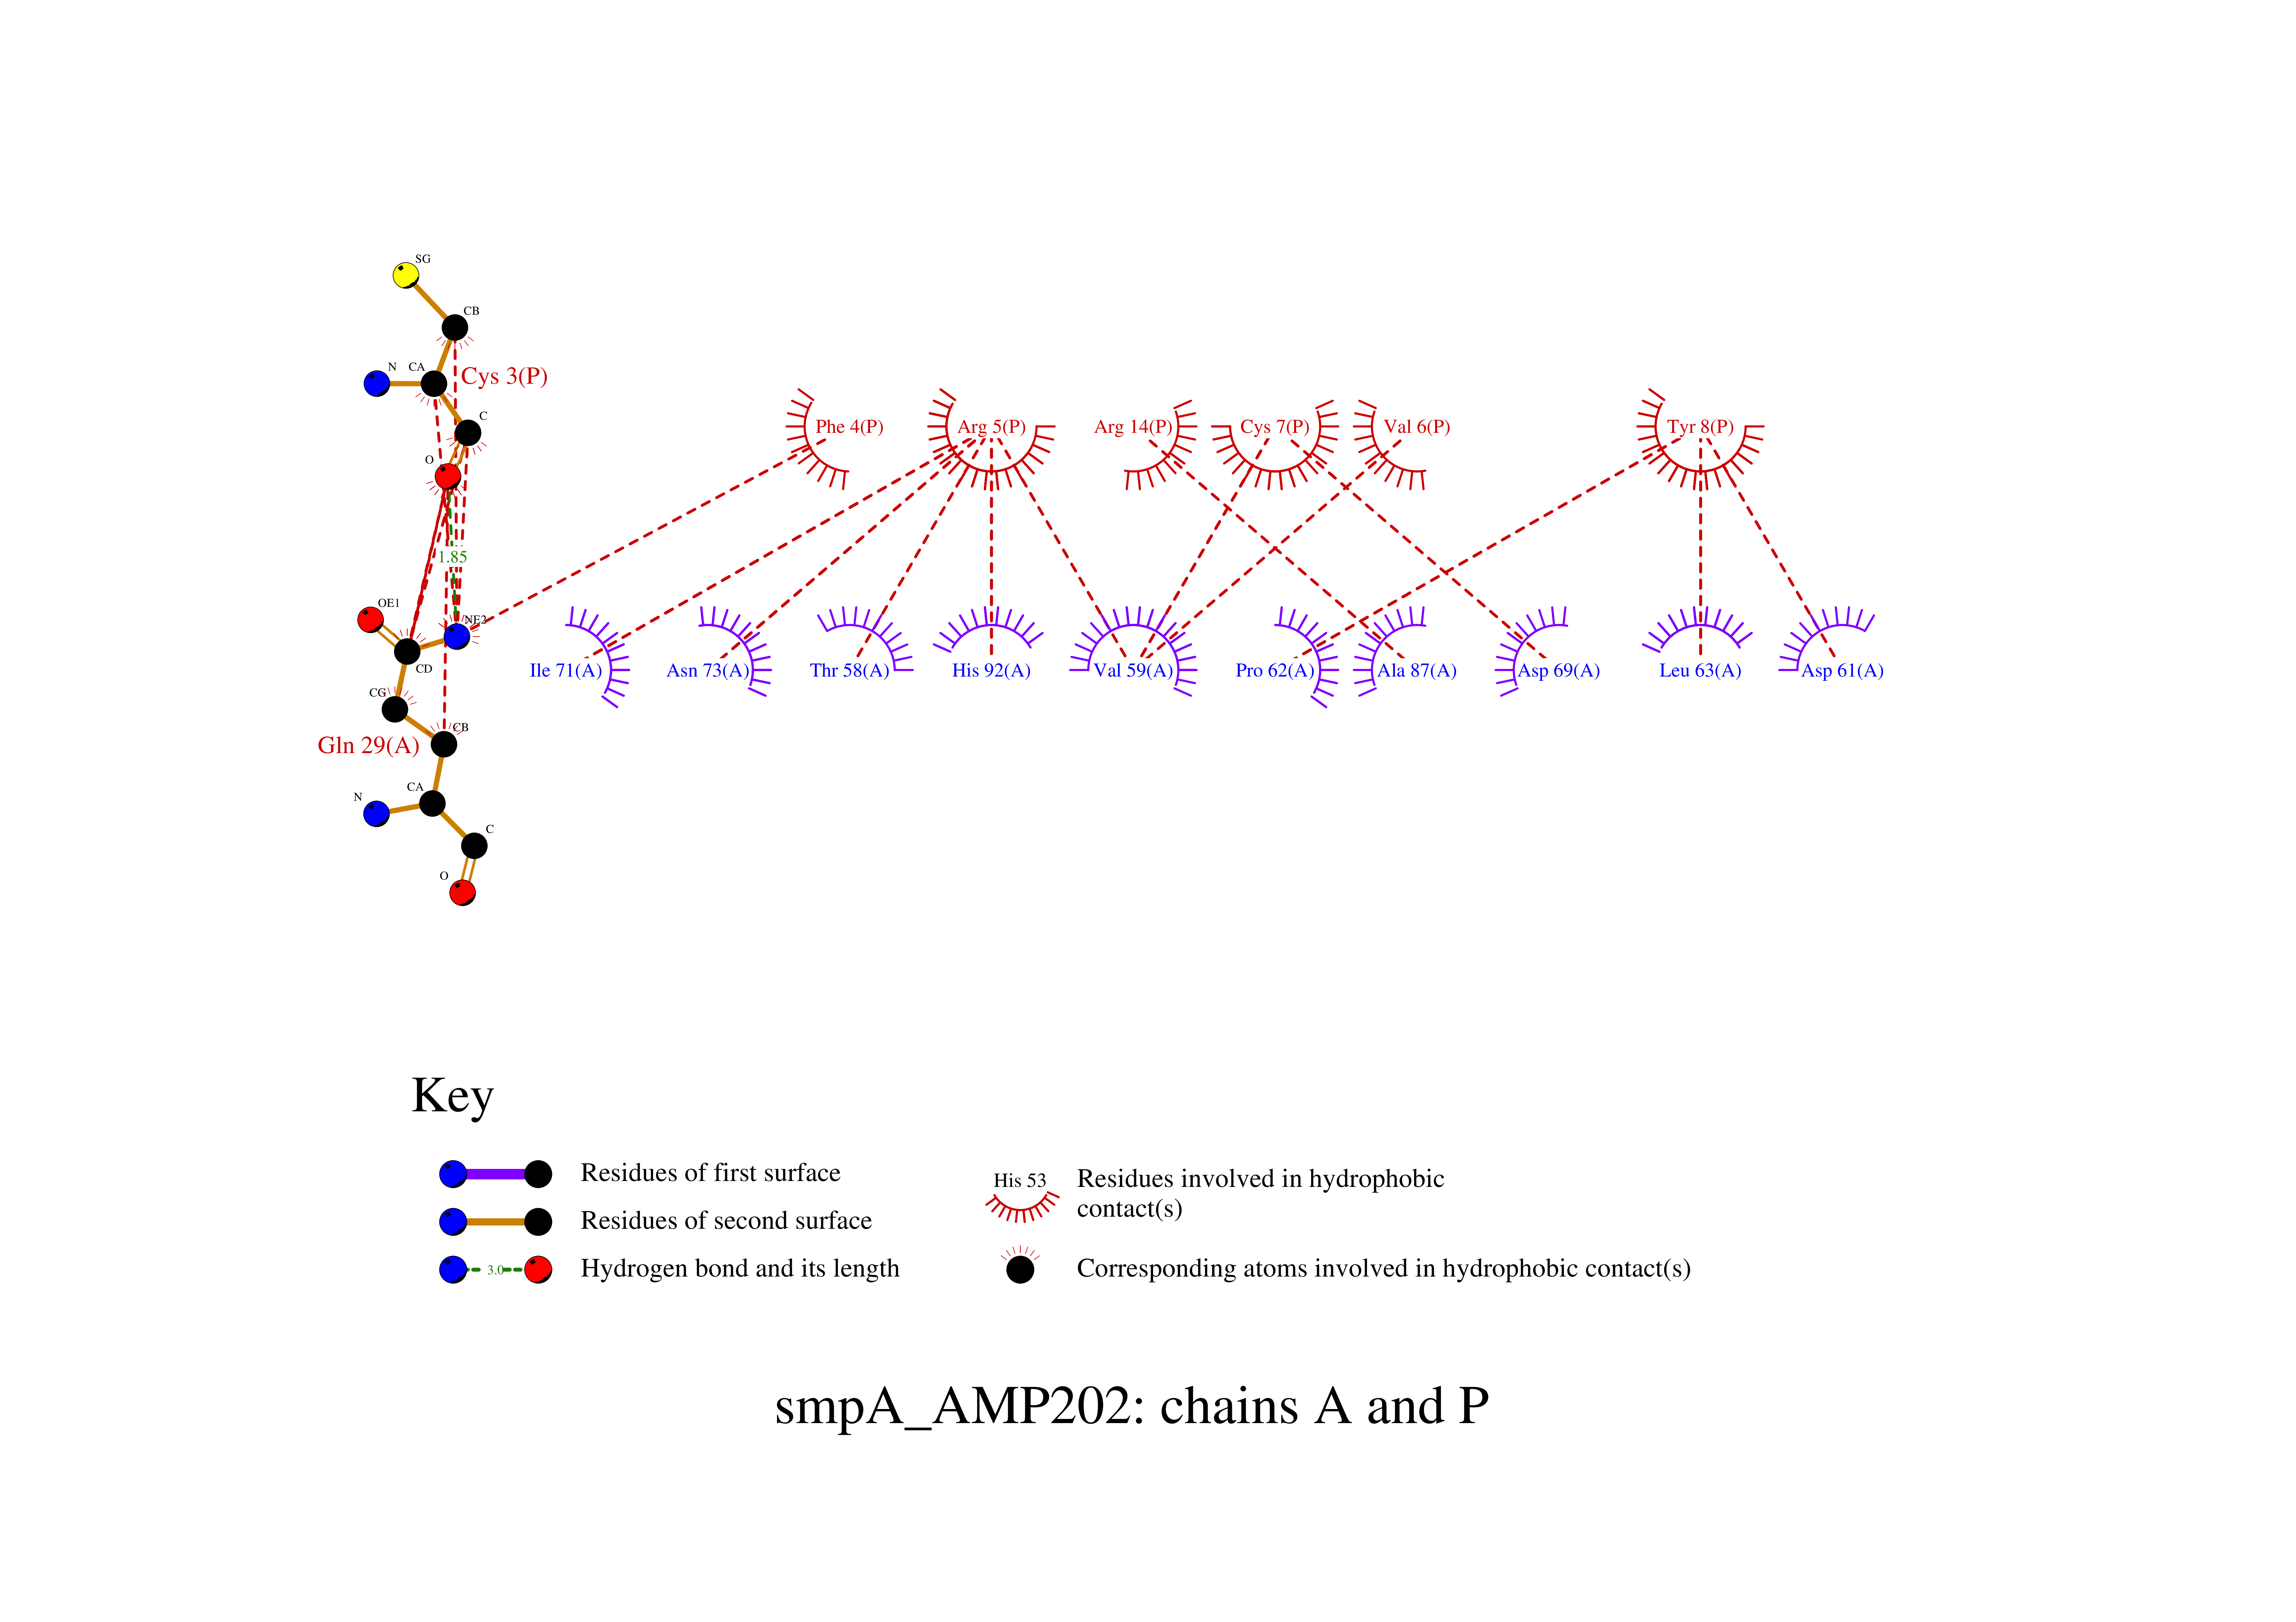 SG
CB
N
CA
Cys 3(P)
C
O
Phe 4(P)
Arg 5(P)
Arg 14(P)
Cys 7(P)
Val 6(P)
Tyr 8(P)
1.85
OE1
NE2
CD
Ile 71(A)
Asn 73(A)
Thr 58(A)
His 92(A)
Val 59(A)
Pro 62(A)
Ala 87(A)
Asp 69(A)
Leu 63(A)
Asp 61(A)
CG
CB
Gln 29(A)
CA
N
C
O
Key
Residues of first surface
Residues of second surface
3.0
Hydrogen bond and its length
His 53
Residues involved in hydrophobic
contact(s)
Corresponding atoms involved in hydrophobic contact(s)
smpA_AMP202: chains A and P